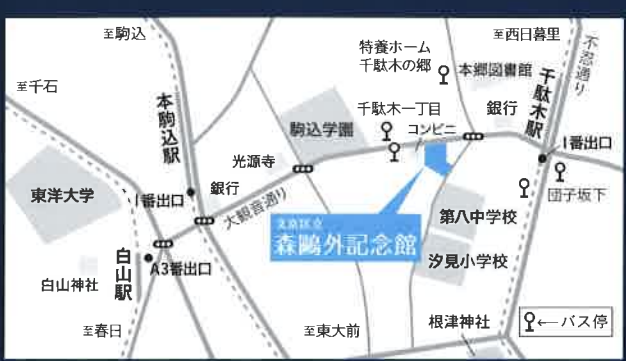 至駒込
至千石
本駒込駅
特養ホーム
千駄木の郷
本郷図書館
至西日暮里
不忍通り
千駄木駅
銀行
千駄木一丁目
コンビニ
駒込学園
1番出口
光源寺
団子坂下
東洋大学
1番出口
銀行
大観音通り
文京区立
森鷗外記念館
第八中学校
汐見小学校
白山駅
A3番出口
白山神社
至春日
至東大前
根津神社
←バス停